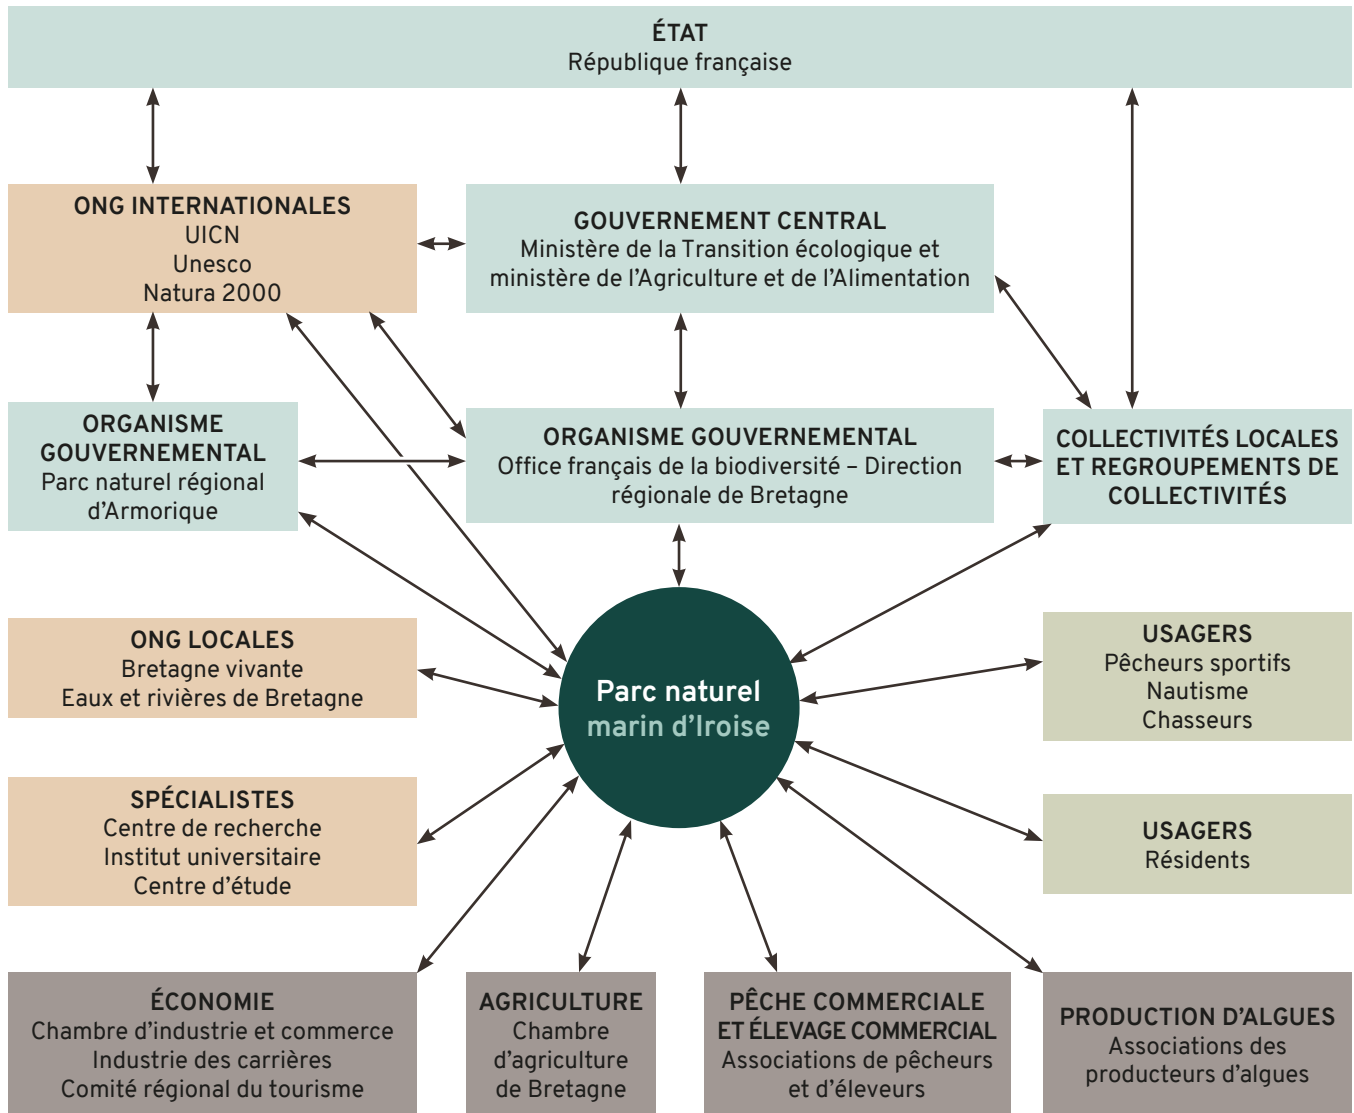 ÉTAT
République française
ONG INTERNATIONALES
UICN
Unesco
Natura 2000
GOUVERNEMENT CENTRAL
Ministère de la Transition écologique et
ministère de l’Agriculture et de l’Alimentation
ORGANISME
GOUVERNEMENTAL
Parc naturel régional
d’Armorique
ORGANISME GOUVERNEMENTAL
Office français de la biodiversité – Direction
régionale de Bretagne
COLLECTIVITÉS LOCALES
ET REGROUPEMENTS DE
COLLECTIVITÉS
ONG LOCALES
Bretagne vivante
Eaux et rivières de Bretagne
Parc naturel
marin d’Iroise
USAGERS
Pêcheurs sportifs
Nautisme
Chasseurs
SPÉCIALISTES
Centre de recherche
Institut universitaire
Centre d’étude
USAGERS
Résidents
ÉCONOMIE
Chambre d’industrie et commerce
Industrie des carrières
Comité régional du tourisme
AGRICULTURE
Chambre
d’agriculture
de Bretagne
PÊCHE COMMERCIALE
ET ÉLEVAGE COMMERCIAL
Associations de pêcheurs
et d’éleveurs
PRODUCTION D’ALGUES
Associations des
producteurs d’algues